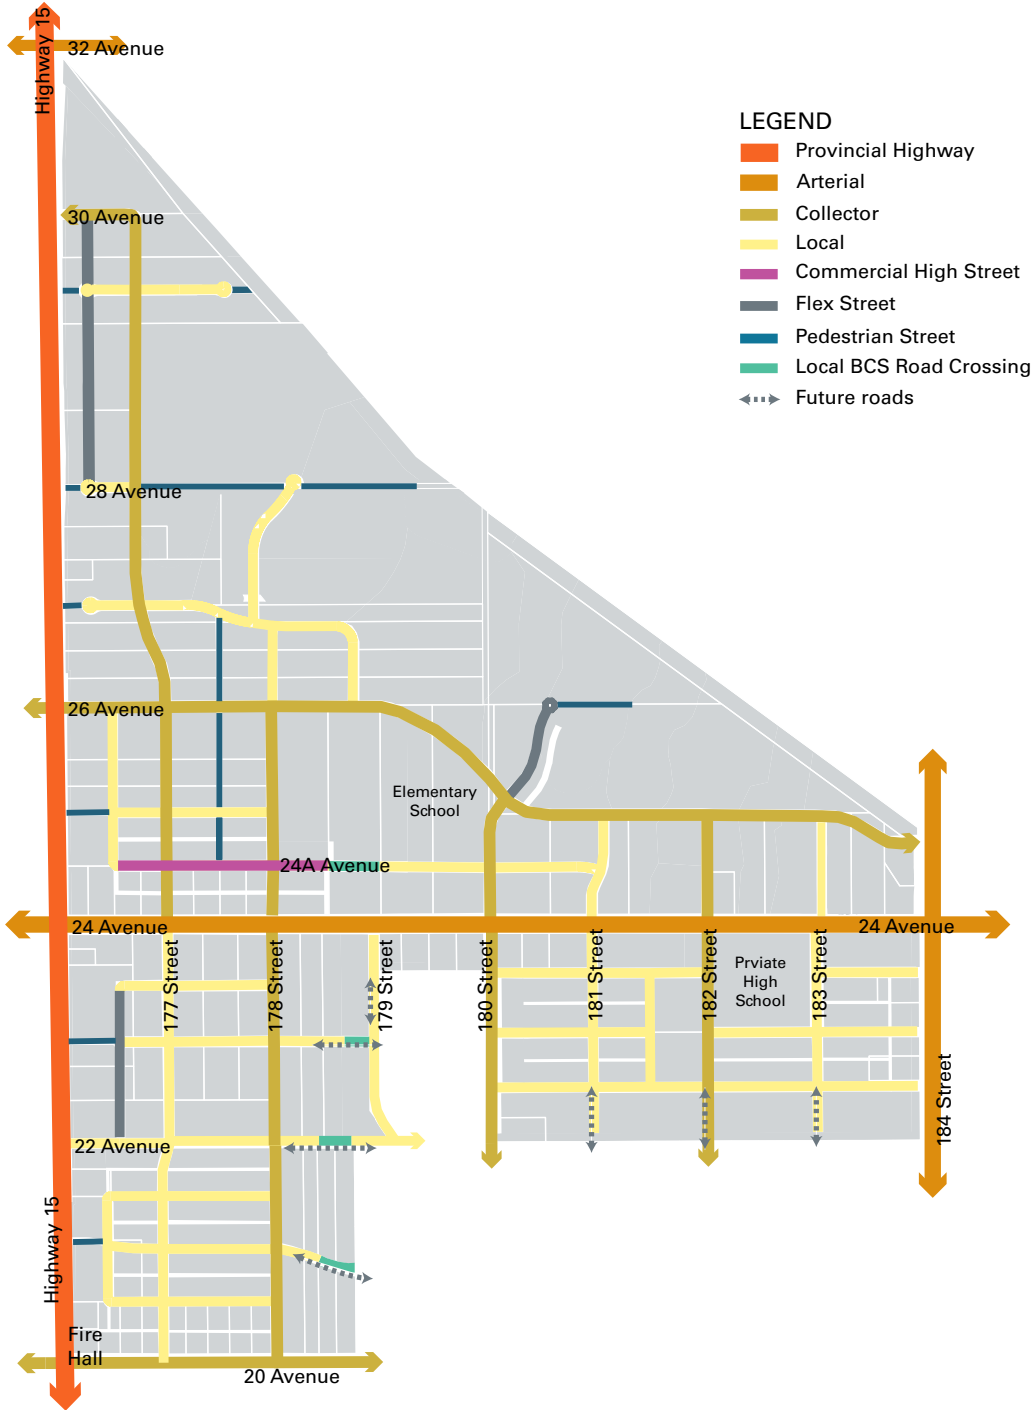 Highway 15
32 Avenue
LEGEND
Provincial Highway
Arterial
Collector
Local
Commercial High Street
Flex Street
Pedestrian Street
Local BCS Road Crossing
Future roads
30 Avenue
28 Avenue
26 Avenue
Elementary
School
24A Avenue
24 Avenue
24 Avenue
177 Street
178 Street
179 Street
180 Street
181 Street
182 Street
Prviate
High
School
183 Street
184 Street
22 Avenue
Highway 15
Fire
Hall
20 Avenue